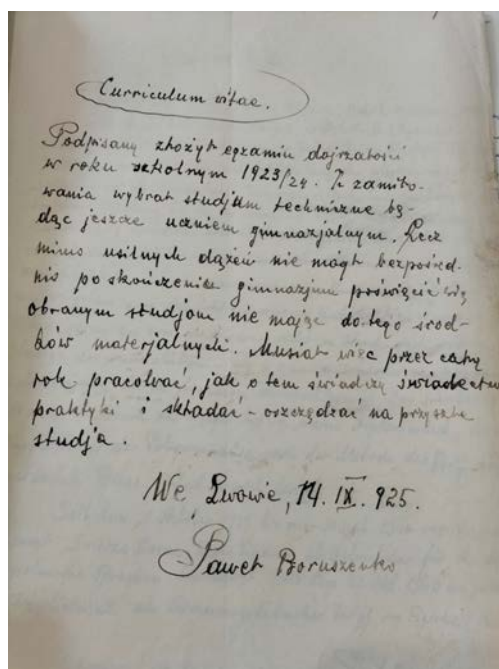 Curriculum vitae.
Podpisany złożył egzamin dojrzałości
w roku szkolnym 1923/24. Z zamiło-
wania wybrał studjum techniczne bę-
dąc jeszcze uczniem gimnazjalnym. Lecz
mimo usilnych dążeń nie mógł bezpośred-
nio po skończeniu gimnazjum poświęcić się
obranym studjom nie mając do tego środ-
ków materjalnych. Musiał więc przez cały
rok pracować, jak o tem świadczy świadectwo
praktyki i składać - oszczędzać na przyszłe
studja.
We Lwowie, 14. IX. 925.
Paweł Boruszenko